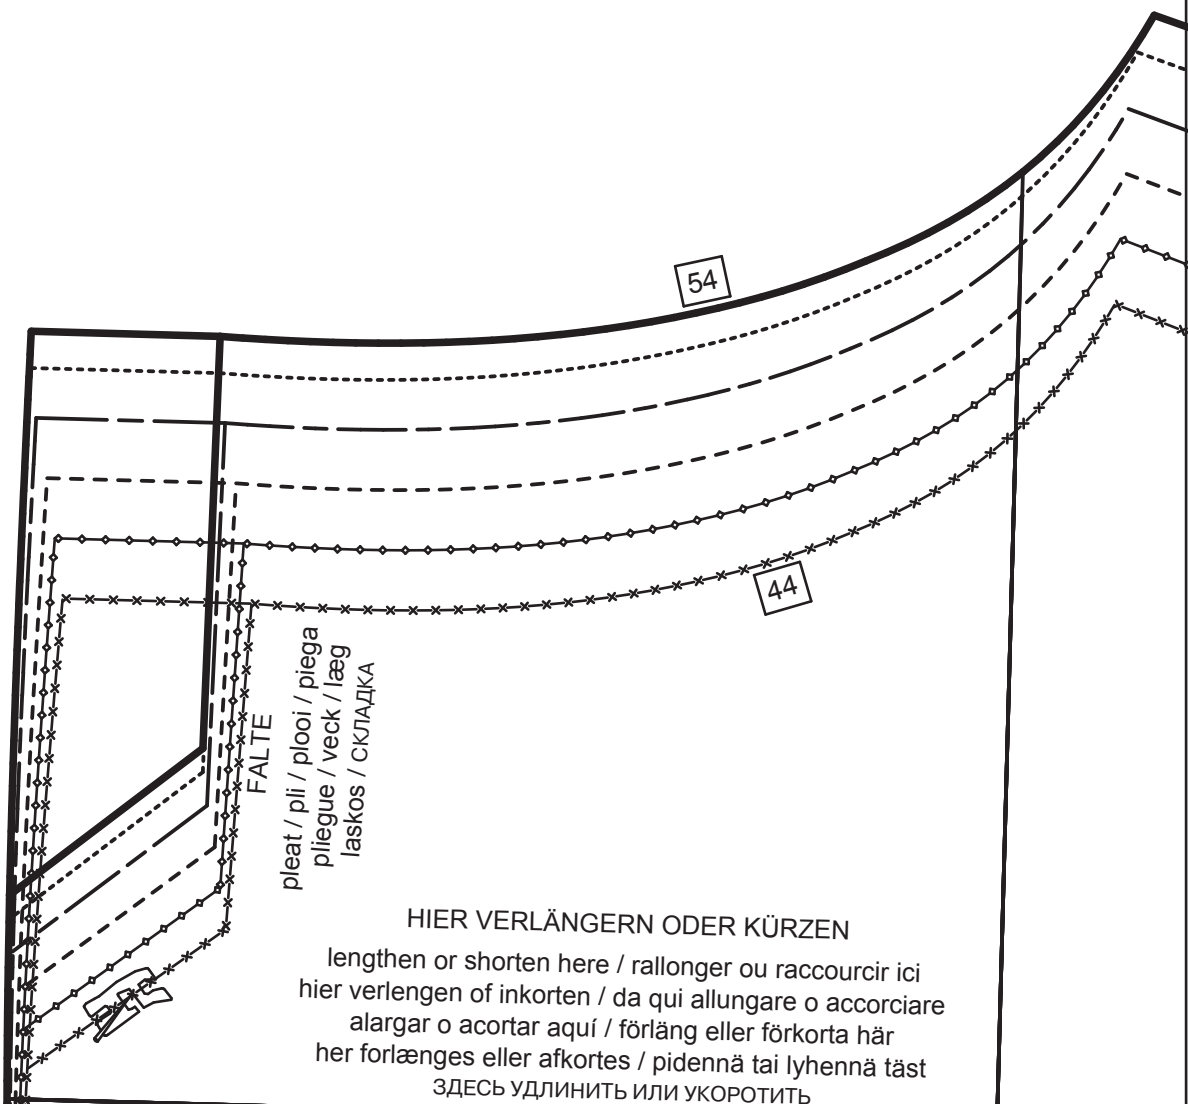 54
44
FALTE
pleat / pli / plooi / piega
pliegue / veck / læg
laskos / СКЛАДКА
HIER VERLÄNGERN ODER KÜRZEN
lengthen or shorten here / rallonger ou raccourcir ici
hier verlengen of inkorten / da qui allungare o accorciare
alargar o acortar aquí / förläng eller förkorta här
her forlænges eller afkortes / pidennä tai lyhennä täst
ЗДЕСЬ УДЛИНИТЬ ИЛИ УКОРОТИТЬ